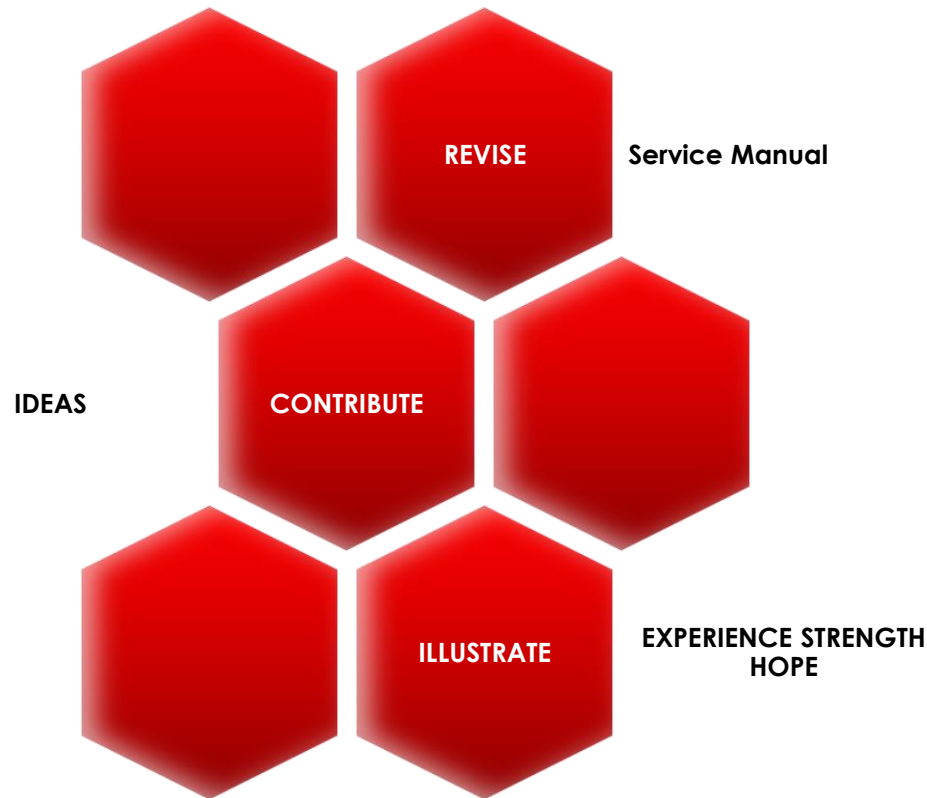 REVISE
Service Manual
IDEAS
CONTRIBUTE
ILLUSTRATE
EXPERIENCE STRENGTH
HOPE